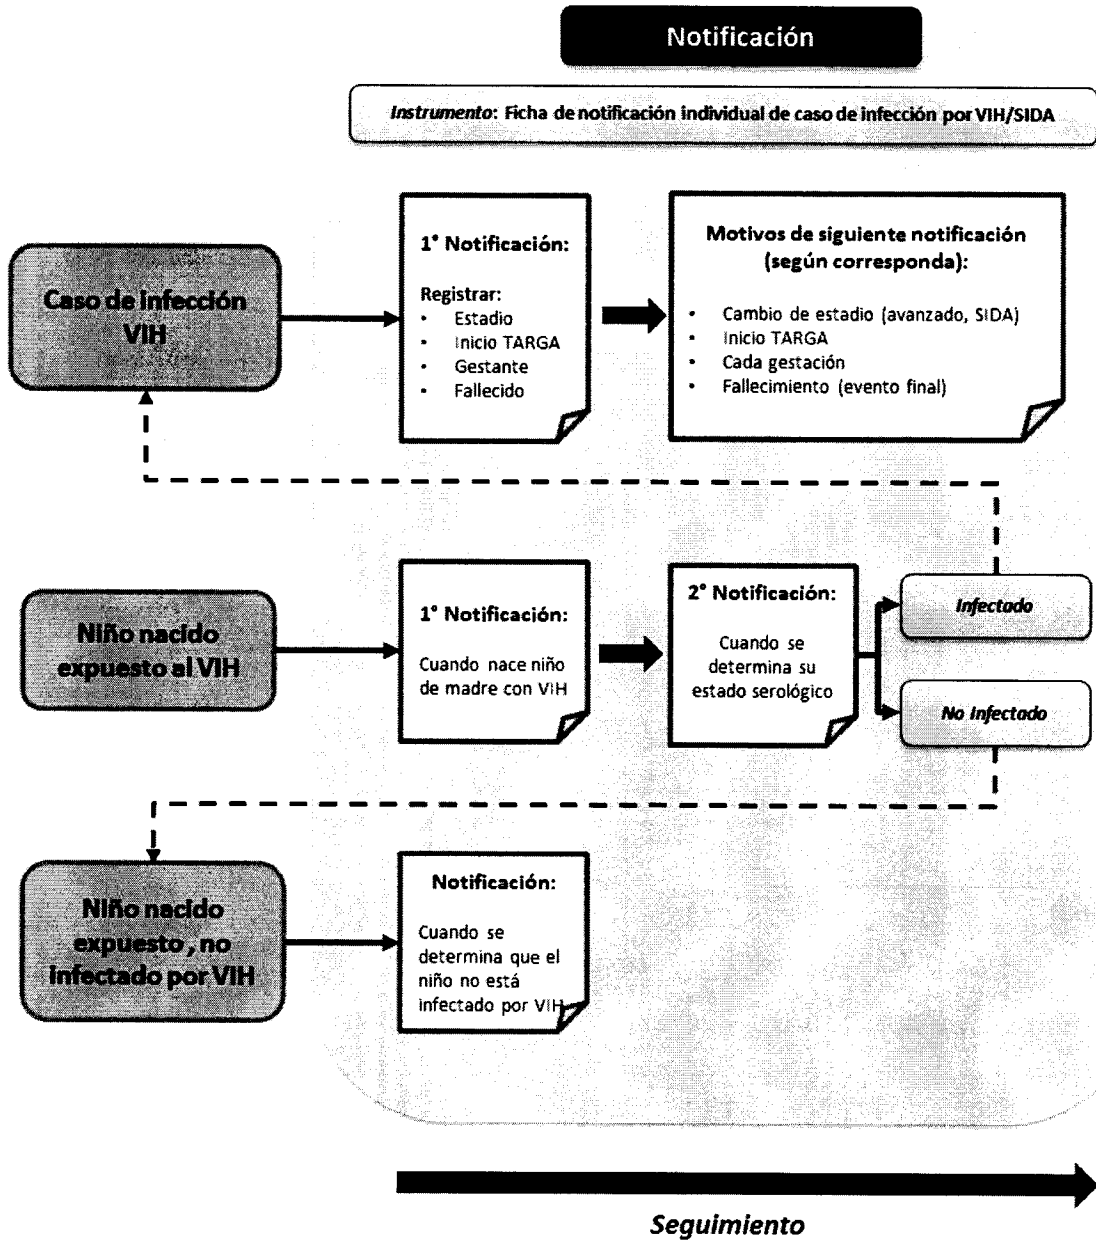 Notificación
Instrumento: Ficha de notificación individual de caso de infección por VIH/SIDA
Caso de infección
VIH
1° Notificación:
Registrar:
• Estadio
• Inicio TARGA
• Gestante
• Fallecido
Motivos de siguiente notificación
(según corresponda):
• Cambio de estadio (avanzado, SIDA)
• Inicio TARGA
• Cada gestación
• Fallecimiento (evento final)
Niño nacido
expuesto al VIH
1° Notificación:
Cuando nace niño
de madre con VIH
2° Notificación:
Cuando se
determina su
estado serológico
Infectado
No Infectado
Niño nacido
expuesto , no
infectado por VIH
Notificación:
Cuando se
determina que el
niño no está
infectado por VIH
Seguimiento